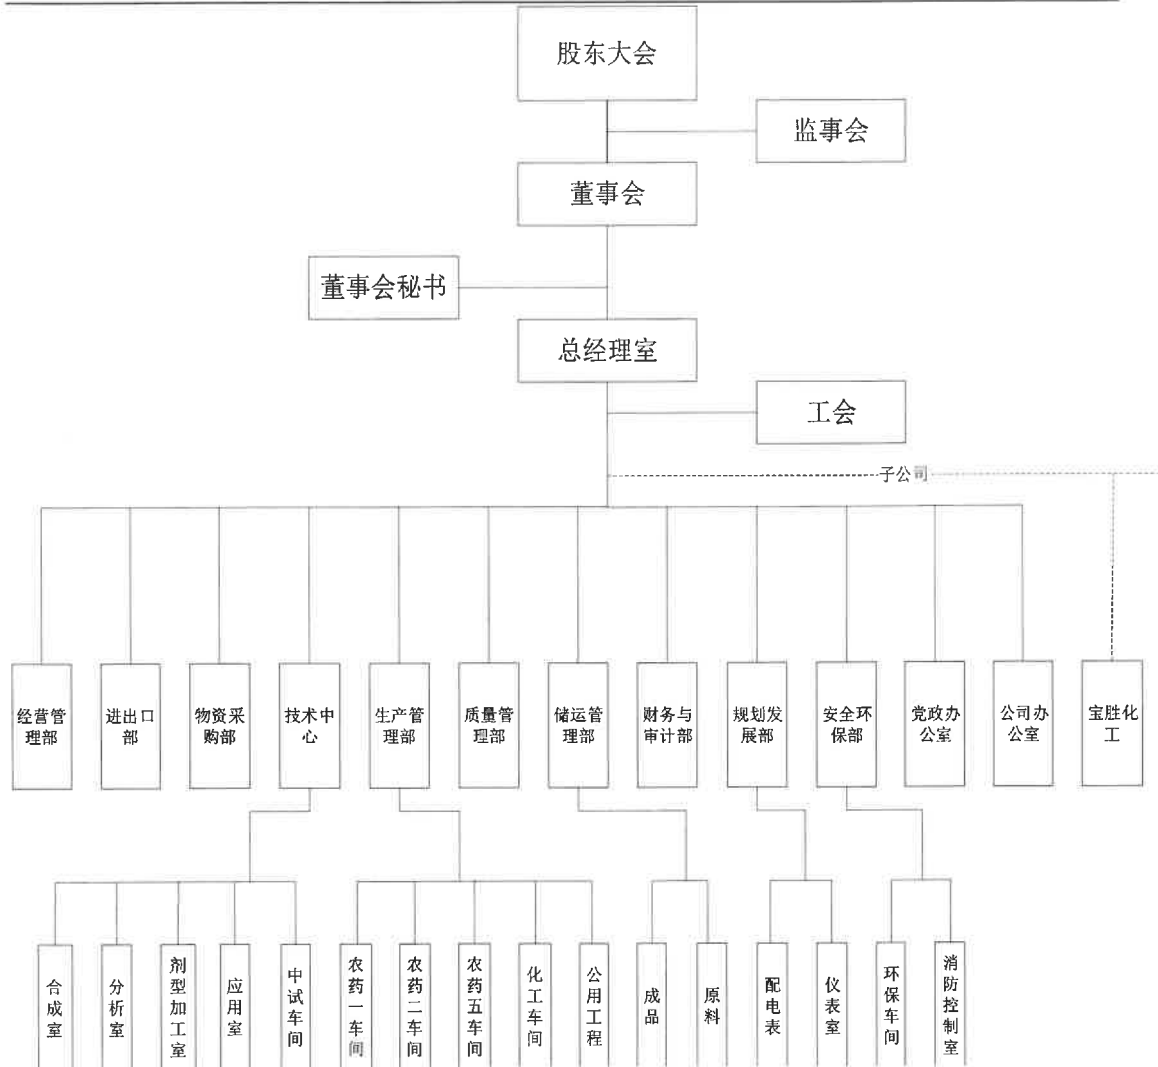 股东大会
监事会
董事会
董事会秘书
总经理室
工会
子公司
经营管
理部
进出口
部
物资采
购部
技术中
心
生产管
理部
质量管
理部
储运管
理部
财务与
审计部
规划发
展部
安全环
保部
党政办
公室
公司办
公室
宝胜化
工
合成室
分析室
剂型加工室
应用室
中试车间
农药一车间
农药二车间
农药五车间
化工车间
公用工程
成品
原料
配电表
仪表室
环保车间
消防控制室